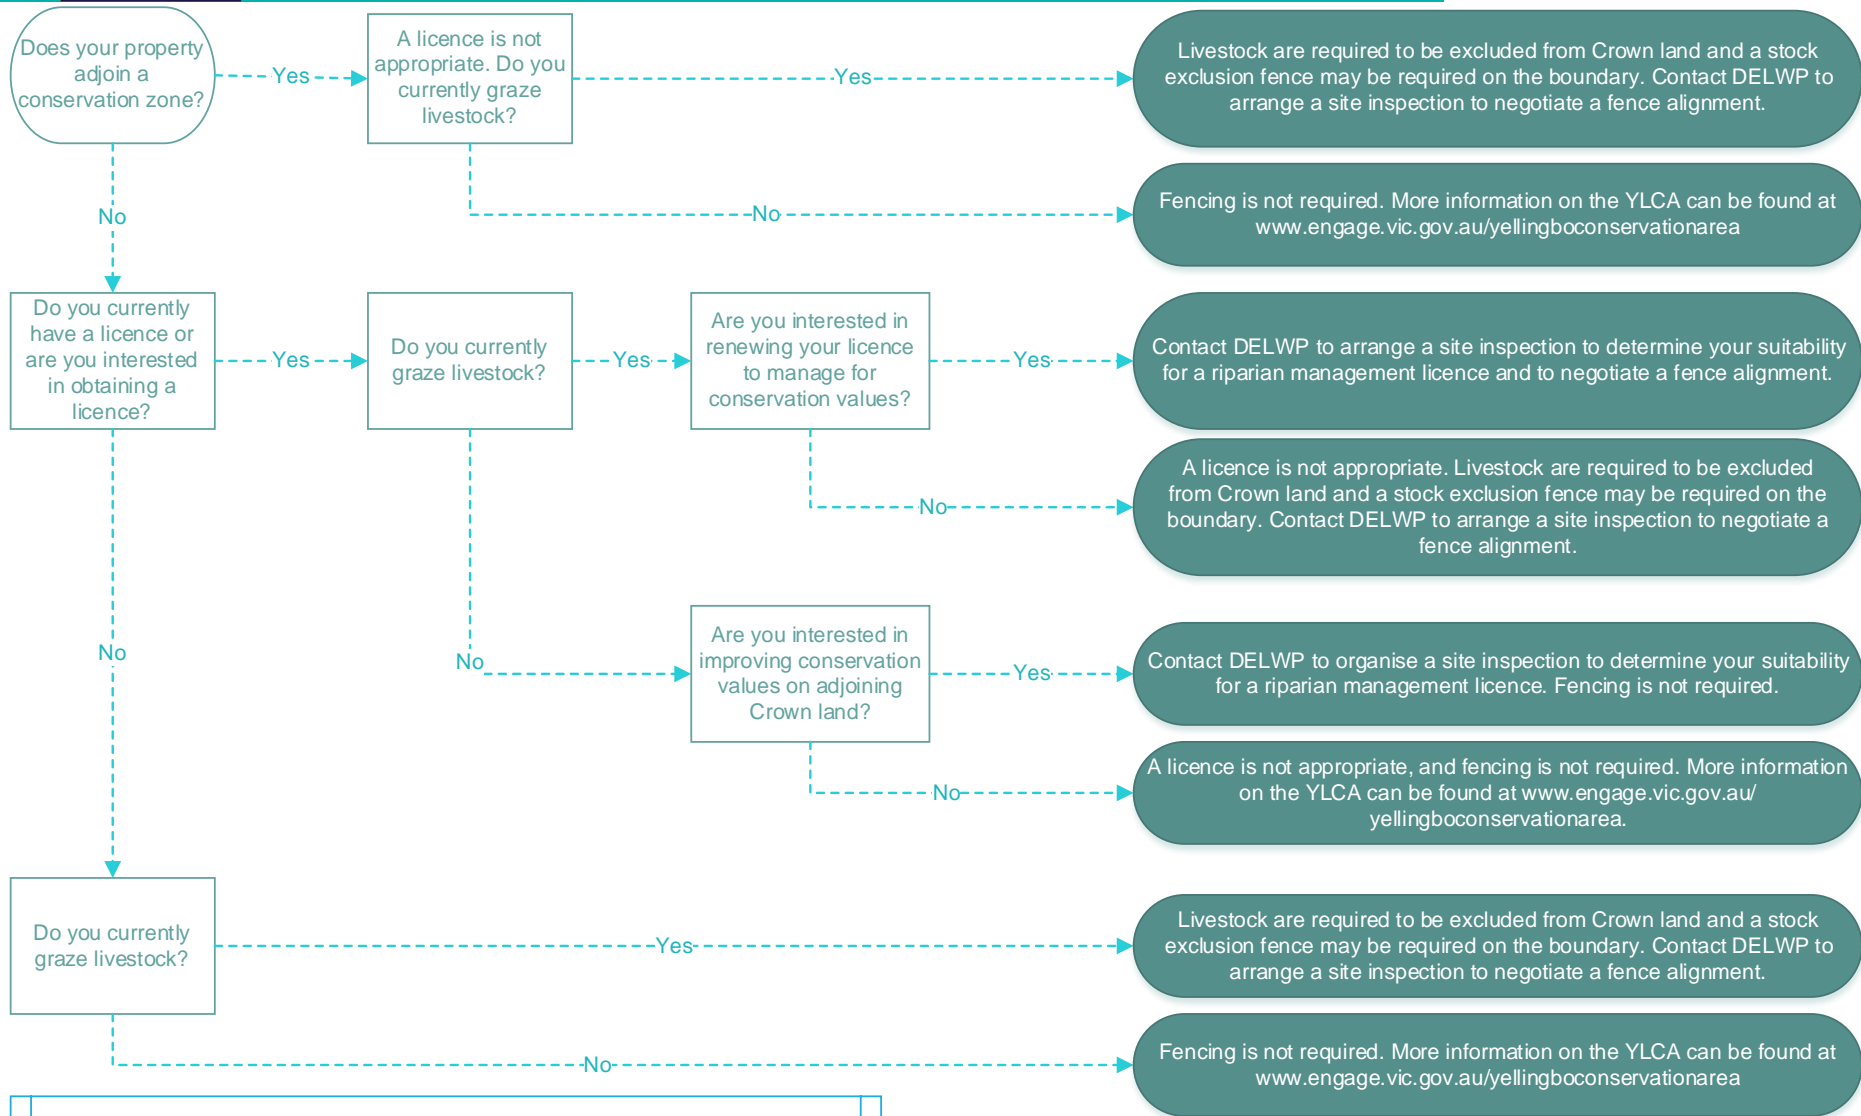 Does your property
adjoin a
conservation zone?
Yes
A licence is not
appropriate. Do you
currently graze
livestock?
Yes
Livestock are required to be excluded from Crown land and a stock
exclusion fence may be required on the boundary. Contact DELWP to
arrange a site inspection to negotiate a fence alignment.
No
Fencing is not required. More information on the YLCA can be found at
www.engage.vic.gov.au/yellingboconservationarea
No
Do you currently
have a licence or
are you interested
in obtaining a
licence?
Yes
Do you currently
graze livestock?
Yes
Are you interested in
renewing your licence
to manage for
conservation values?
Yes
Contact DELWP to arrange a site inspection to determine your suitability
for a riparian management licence and to negotiate a fence alignment.
No
A licence is not appropriate. Livestock are required to be excluded
from Crown land and a stock exclusion fence may be required on the
boundary. Contact DELWP to arrange a site inspection to negotiate a
fence alignment.
No
Are you interested in
improving conservation
values on adjoining
Crown land?
Yes
Contact DELWP to organise a site inspection to determine your suitability
for a riparian management licence. Fencing is not required.
No
A licence is not appropriate, and fencing is not required. More information
on the YLCA can be found at www.engage.vic.gov.au/
yellingboconservationarea.
No
Do you currently
graze livestock?
Yes
Livestock are required to be excluded from Crown land and a stock
exclusion fence may be required on the boundary. Contact DELWP to
arrange a site inspection to negotiate a fence alignment.
No
Fencing is not required. More information on the YLCA can be found at
www.engage.vic.gov.au/yellingboconservationarea